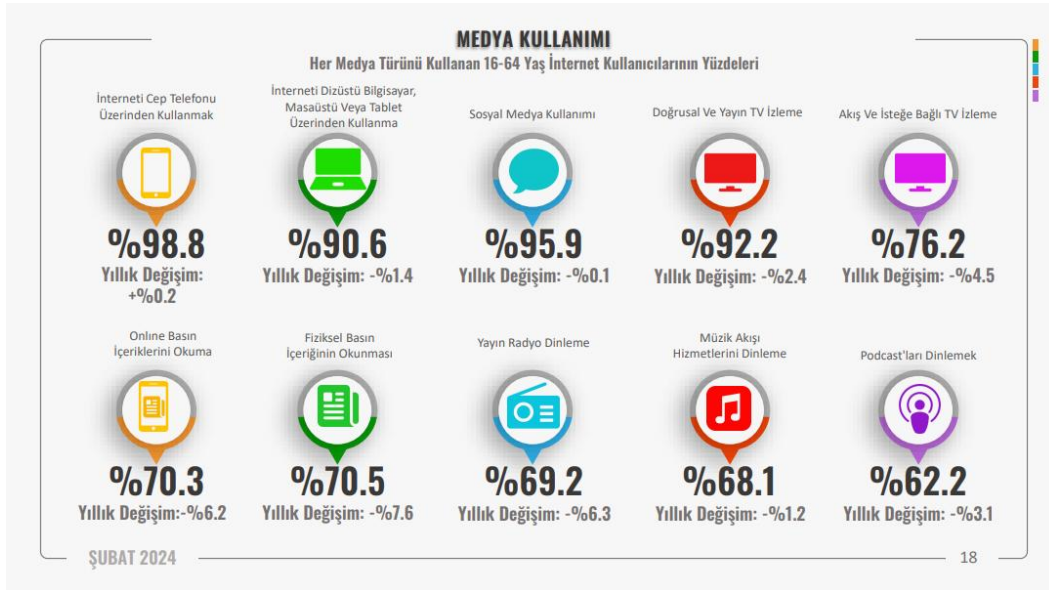 MEDYA KULLANIMI
Her Medya Türünü Kullanan 16-64 Yaş İnternet Kullanıcılarının Yüzdeleri
İnterneti Cep Telefonu
Üzerinden Kullanmak
%98.8
Yıllık Değişim:
+%0.2
İnterneti Dizüstü Bilgisayar,
Masaüstü Veya Tablet
Üzerinden Kullanma
%90.6
Yıllık Değişim: -%1.4
Sosyal Medya Kullanımı
%95.9
Yıllık Değişim: -%0.1
Doğrusal Ve Yayın TV İzleme
%92.2
Yıllık Değişim: -%2.4
Akış Ve İsteğe Bağlı TV İzleme
%76.2
Yıllık Değişim: -%4.5
Onlıne Basın
İçeriklerini Okuma
%70.3
Yıllık Değişim:-%6.2
Fiziksel Basın
İçeriğinin Okunması
%70.5
Yıllık Değişim: -%7.6
Yayın Radyo Dinleme
%69.2
Yıllık Değişim: -%6.3
Müzik Akışı
Hizmetlerini Dinleme
%68.1
Yıllık Değişim: -%1.2
Podcast'ları Dinlemek
%62.2
Yıllık Değişim: -%3.1
ŞUBAT 2024
18